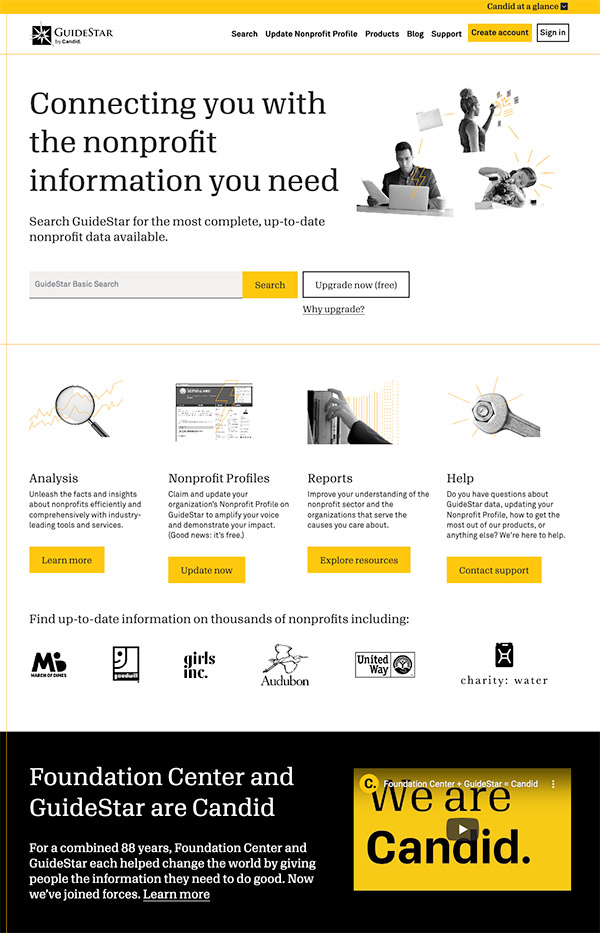 Candid at a glance
GUIDESTAR
by Candid.
Search Update Nonprofit Profile Products Blog Support Create account Sign in
Connecting you with
the nonprofit
information you need
Search GuideStar for the most complete, up-to-date
nonprofit data available.
GuideStar Basic Search
Search
Upgrade now (free)
Why upgrade?
Analysis
Unleash the facts and insights
about nonprofits efficiently and
comprehensively with industry-
leading tools and services.
Learn more
Nonprofit Profiles
Claim and update your
organization's Nonprofit Profile on
GuideStar to amplify your voice
and demonstrate your impact.
(Good news: it's free.)
Update now
Reports
Improve your understanding of the
nonprofit sector and the
organizations that serve the
causes you care about.
Explore resources
Help
Do you have questions about
GuideStar data, updating your
Nonprofit Profile, how to get the
most out of our products, or
anything else? We're here to help.
Contact support
Find up-to-date information on thousands of nonprofits including:
MARCH OF DIMES
goodwill
girls
inc.
Audubon
United
Way
charity: water
Foundation Center and
GuideStar are Candid
For a combined 88 years, Foundation Center and
GuideStar each helped change the world by giving
people the information they need to do good. Now
we've joined forces. Learn more
C.
Foundation Center + GuideStar = Candid
We are
Candid.